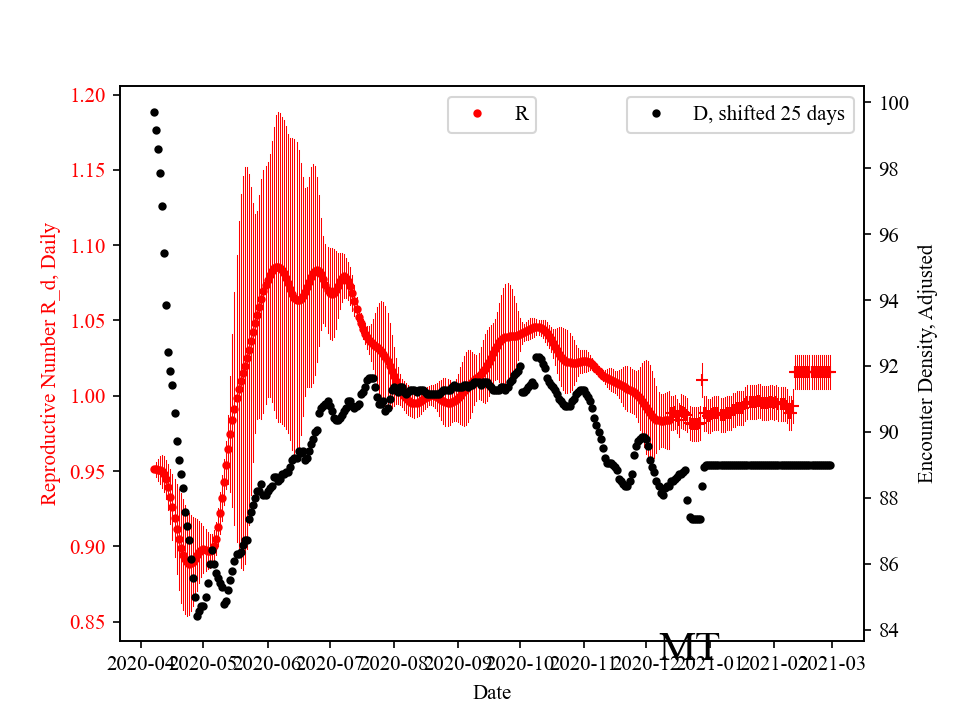 R
D, shifted 25 days
Reproductive Number R_d, Daily
1.20
1.15
1.10
1.05
1.00
0.95
0.90
0.85
100
98
96
94
92
90
88
86
84
Encounter Density, Adjusted
MT
2020-04 2020-05 2020-06 2020-07 2020-08 2020-09 2020-10 2020-11 2020-12 2021-01 2021-02 2021-03
Date